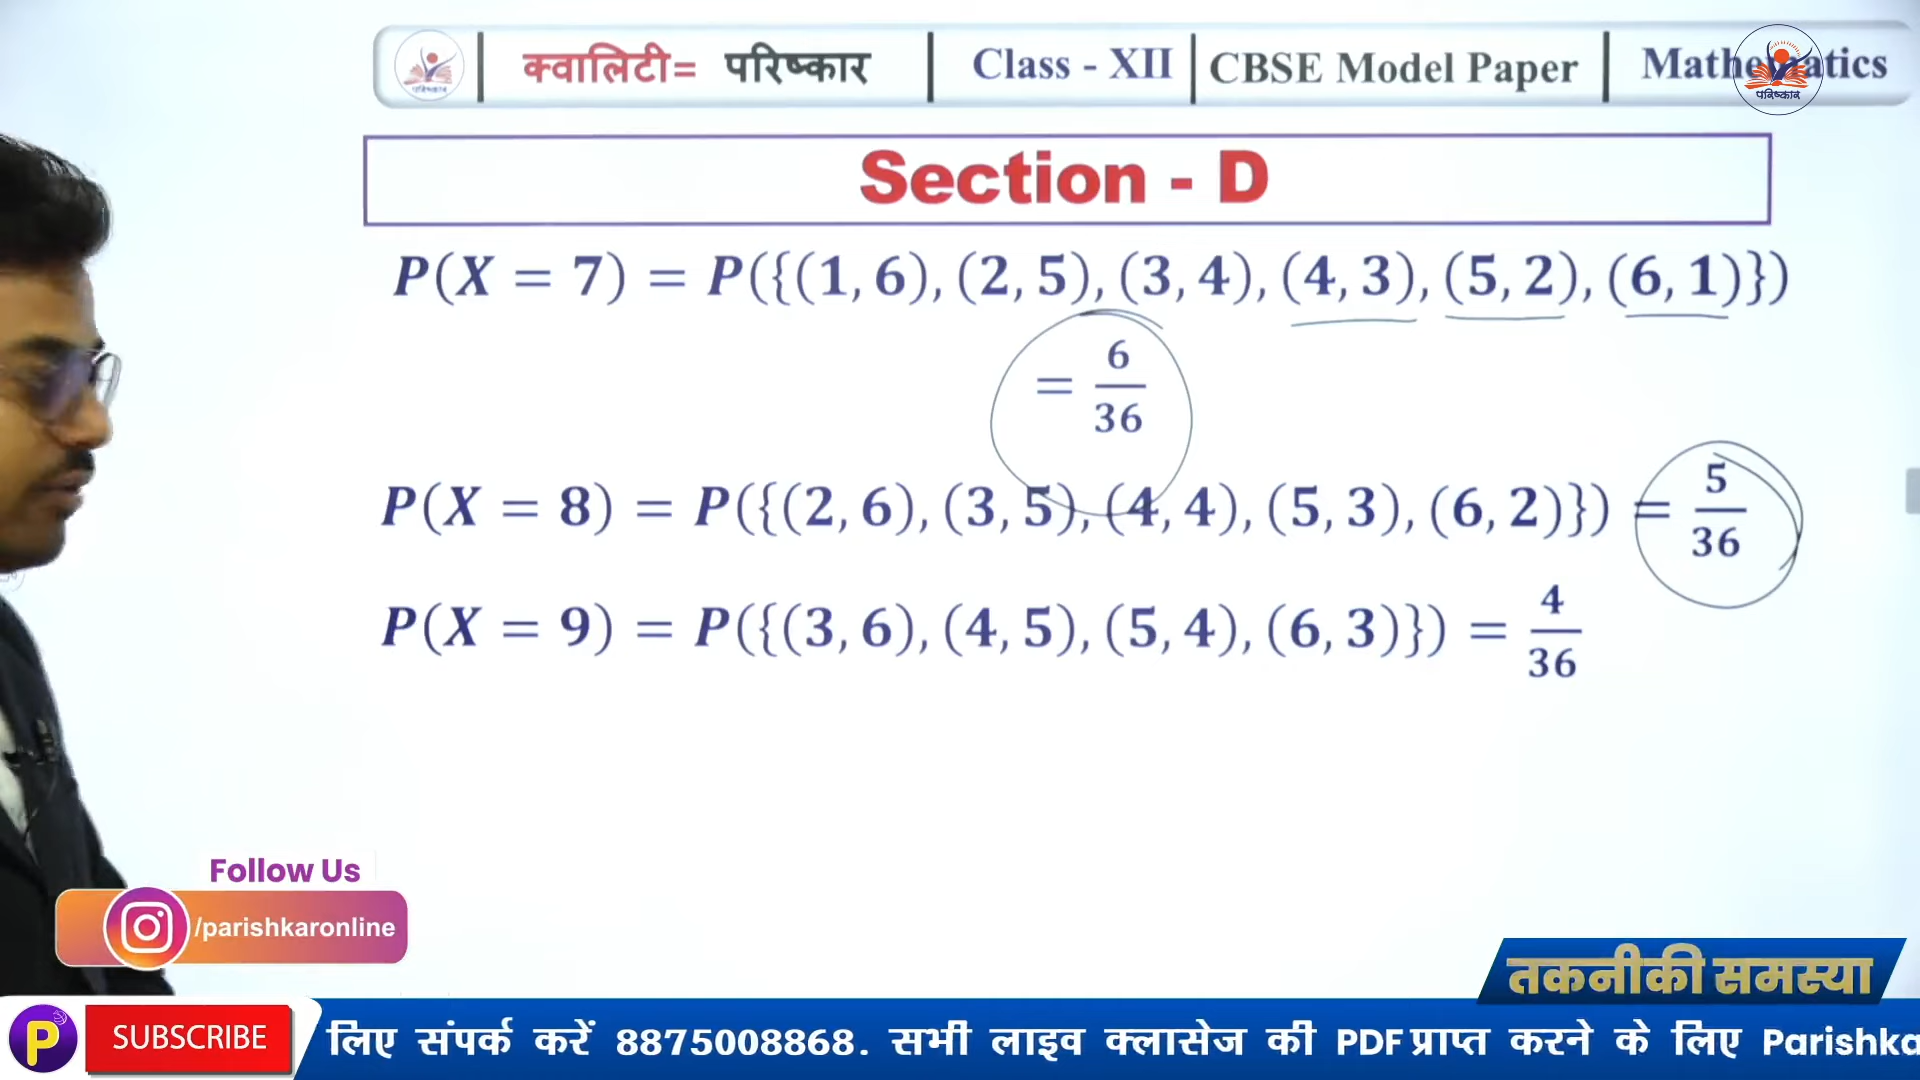 क्वालिटी= परिष्कार | Class - XII | CBSE Model Paper | Mathematics
परिष्कार
परिष्कार
Section - D
P(X = 7) = P({(1, 6), (2, 5), (3, 4), (4, 3), (5, 2), (6, 1)})
= 6/36
P(X = 8) = P({(2, 6), (3, 5), (4, 4), (5, 3), (6, 2)}) = 5/36
P(X = 9) = P({(3, 6), (4, 5), (5, 4), (6, 3)}) = 4/36
Follow Us
/parishkaronline
तकनीकी समस्या
P SUBSCRIBE
लिए संपर्क करें 8875008868. सभी लाइव क्लासेज की PDF प्राप्त करने के लिए Parishka